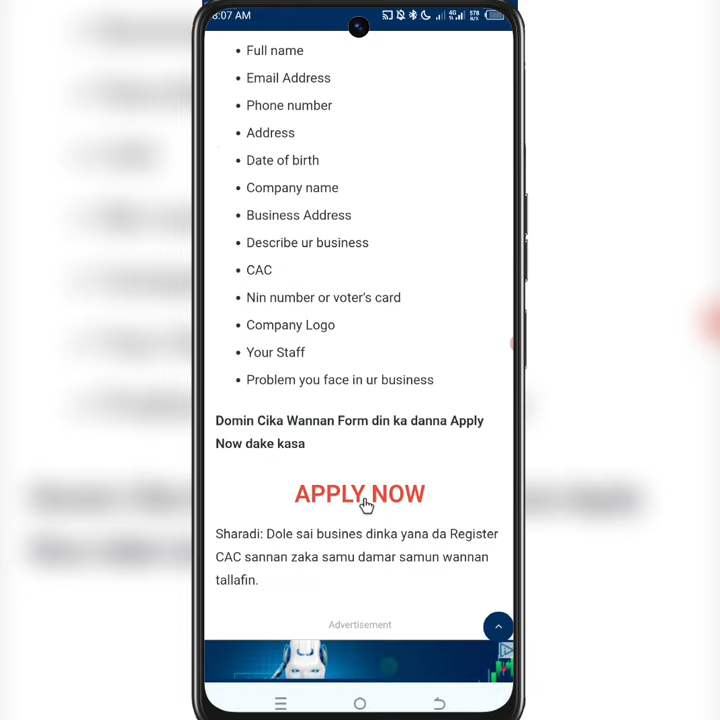 8:07 AM
4G
578
B/S
Full name
Email Address
Phone number
Address
Date of birth
Company name
Business Address
Describe ur business
CAC
Nin number or voter's card
Company Logo
Your Staff
Problem you face in ur business
Domin Cika Wannan Form din ka danna Apply
Now dake kasa
APPLY NOW
Sharadi: Dole sai busines dinka yana da Register
CAC sannan zaka samu damar samun wannan
tallafin.
Advertisement